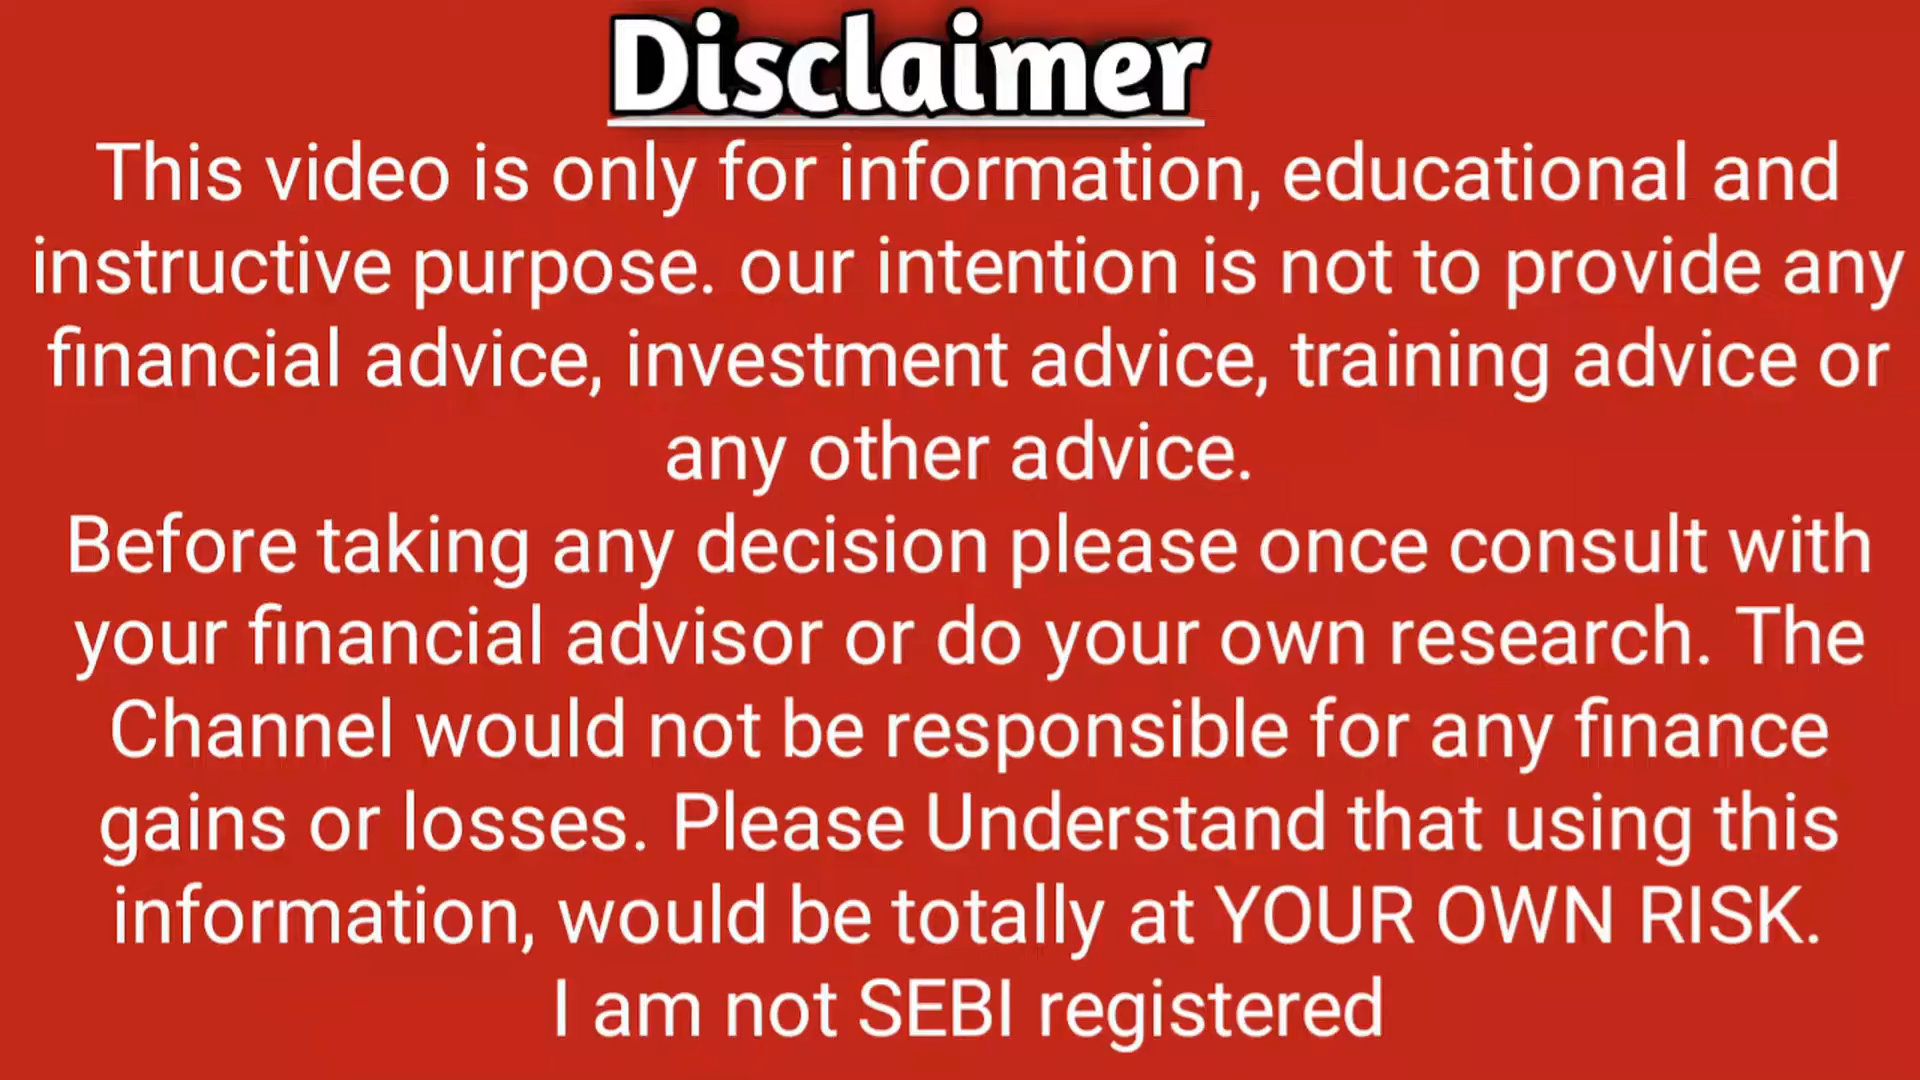 Disclaimer
This video is only for information, educational and
instructive purpose. our intention is not to provide any
financial advice, investment advice, training advice or
any other advice.
Before taking any decision please once consult with
your financial advisor or do your own research. The
Channel would not be responsible for any finance
gains or losses. Please Understand that using this
information, would be totally at YOUR OWN RISK.
I am not SEBI registered